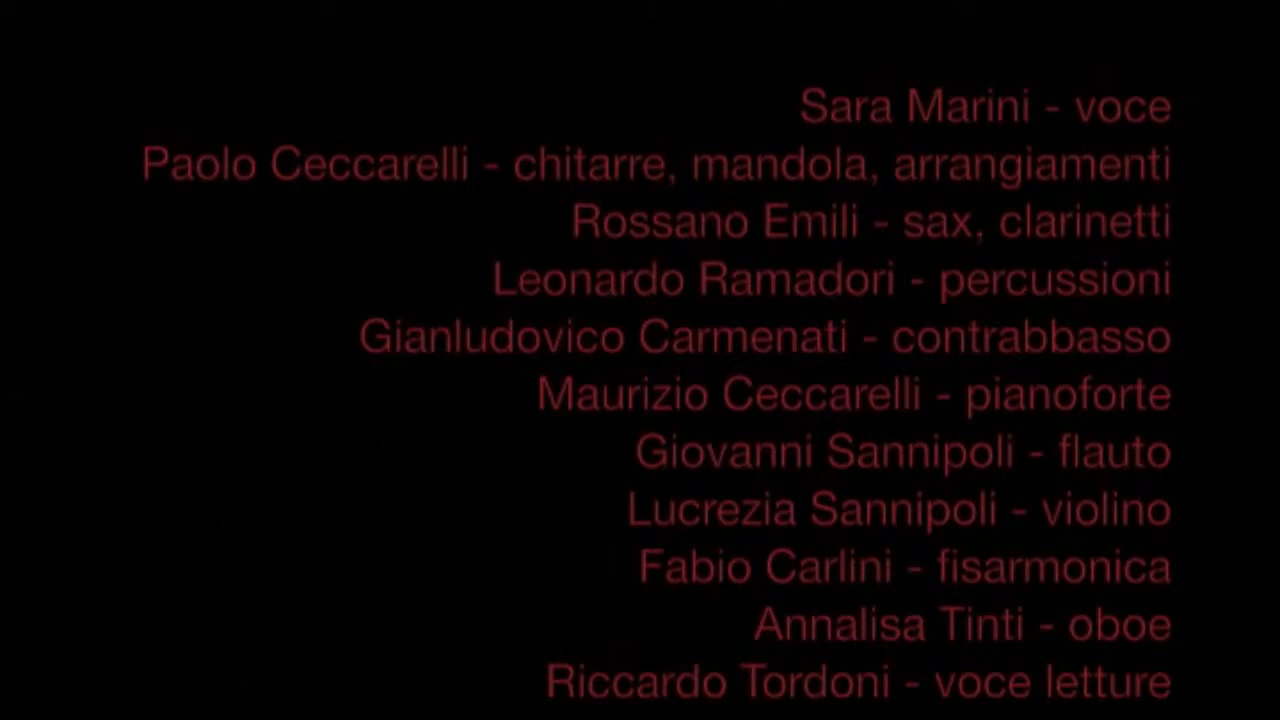 Sara Marini - voce
Paolo Ceccarelli - chitarre, mandola, arrangiamenti
Rossano Emili - sax, clarinetti
Leonardo Ramadori - percussioni
Gianludovico Carmenati - contrabbasso
Maurizio Ceccarelli - pianoforte
Giovanni Sannipoli - flauto
Lucrezia Sannipoli - violino
Fabio Carlini - fisarmonica
Annalisa Tinti - oboe
Riccardo Tordoni - voce letture